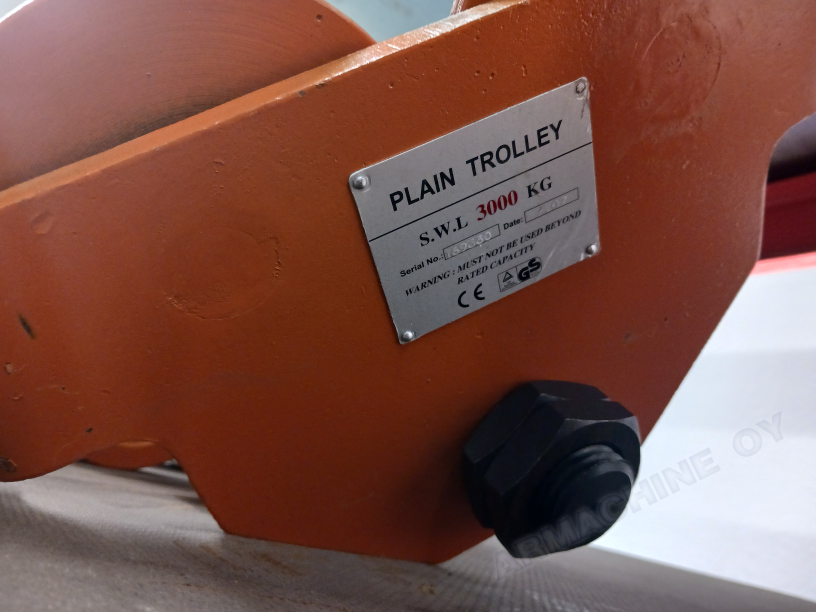 PLAIN TROLLEY
S.W.L 3000 KG
Serial No.: Date:
WARNING : MUST NOT BE USED BEYOND
RATED CAPACITY
CE GS
MACHINE OY